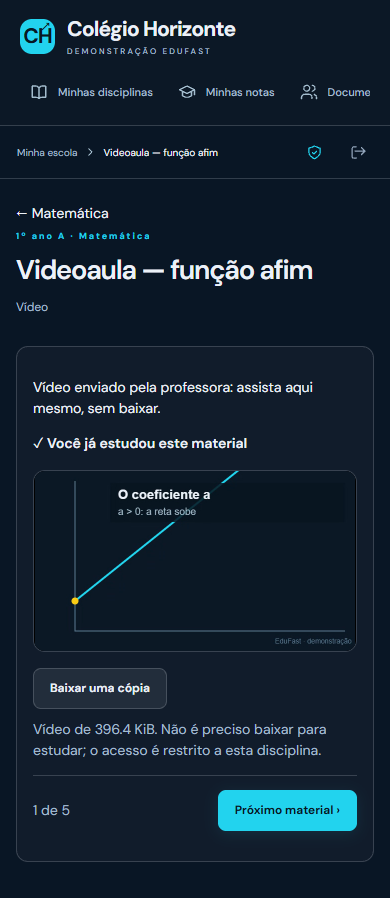 CH
Colégio Horizonte
DEMONSTRAÇÃO EDUFAST
Minhas disciplinas
Minhas notas
Docume
Minha escola
Videoaula — função afim
← Matemática
1º ano A · Matemática
Videoaula — função afim
Vídeo
Vídeo enviado pela professora: assista aqui
mesmo, sem baixar.
✓ Você já estudou este material
O coeficiente a
a > 0: a reta sobe
EduFast · demonstração
Baixar uma cópia
Vídeo de 396.4 KiB. Não é preciso baixar para
estudar; o acesso é restrito a esta disciplina.
1 de 5
Próximo material ›